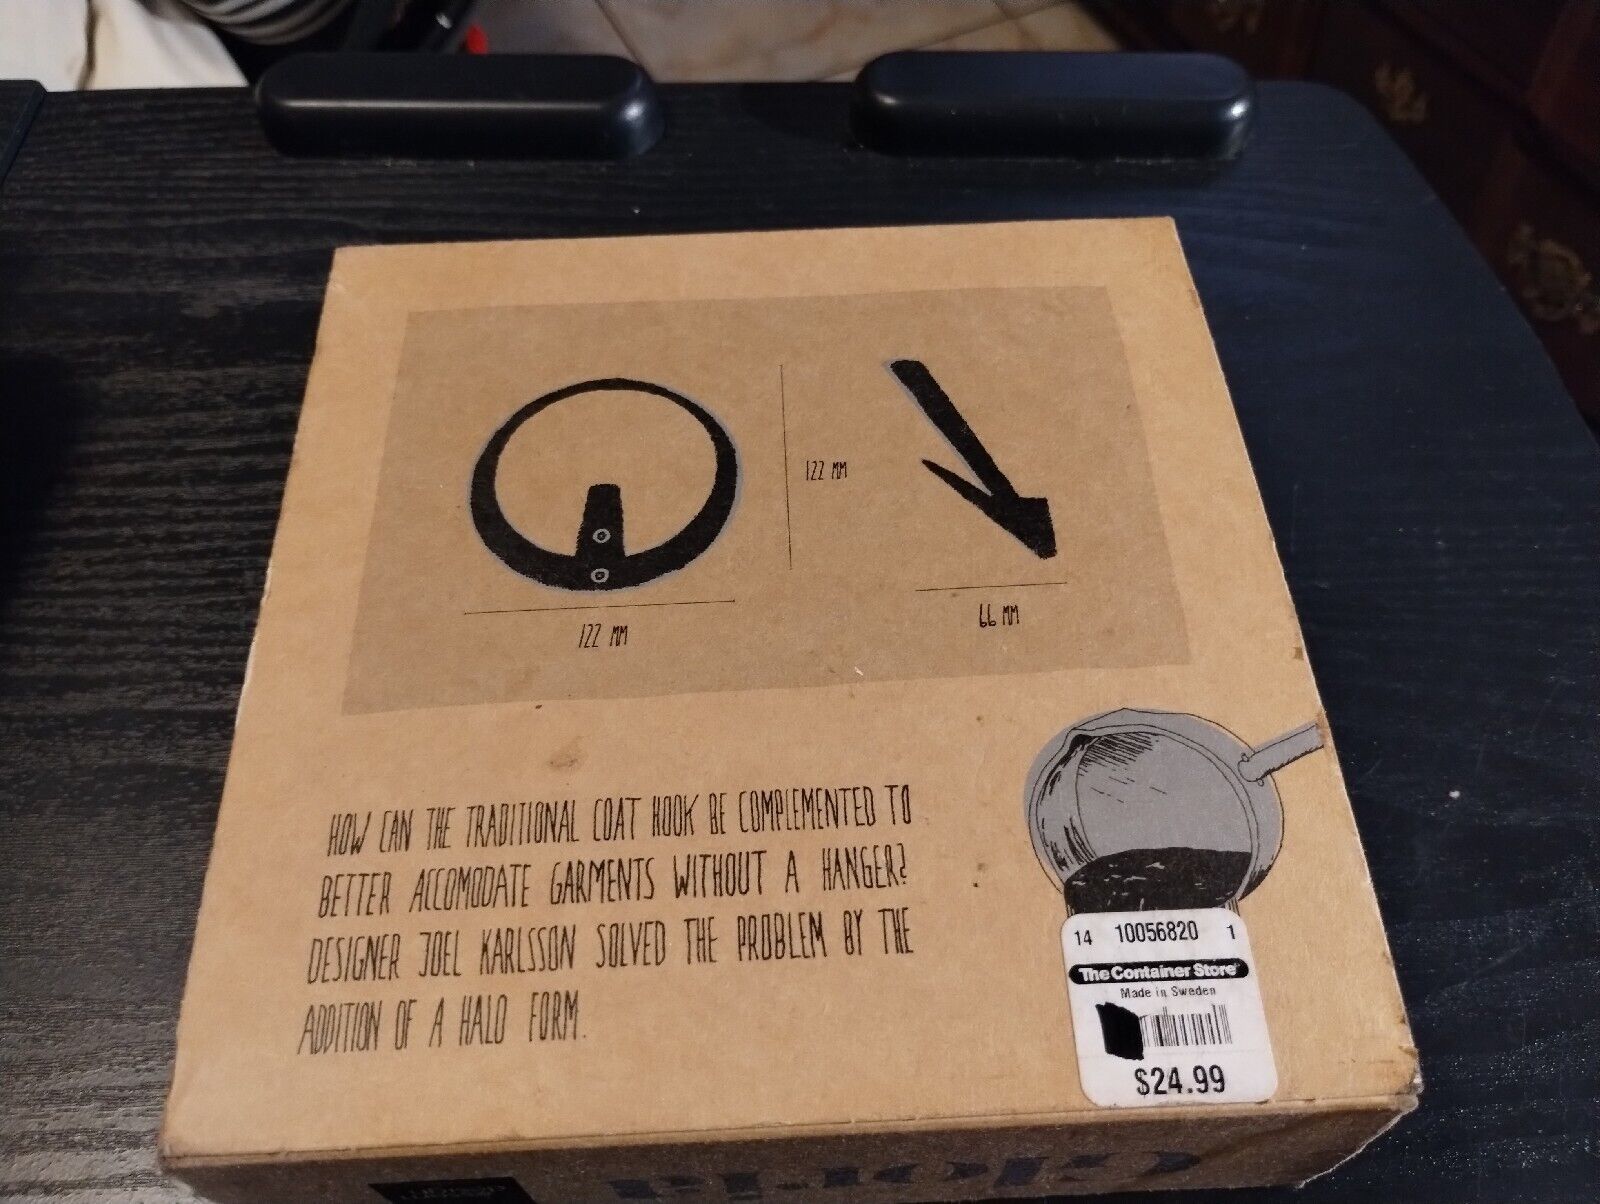 122 MM
122 MM
66 MM
HOW CAN THE TRADITIONAL COAT HOOK BE COMPLEMENTED TO
BETTER ACCOMODATE GARMENTS WITHOUT A HANGER?
DESIGNER JOEL KARLSSON SOLVED THE PROBLEM BY THE
ADDITION OF A HALO FORM.
14 10056820 1
The Container Store®
Made in Sweden
$24.99